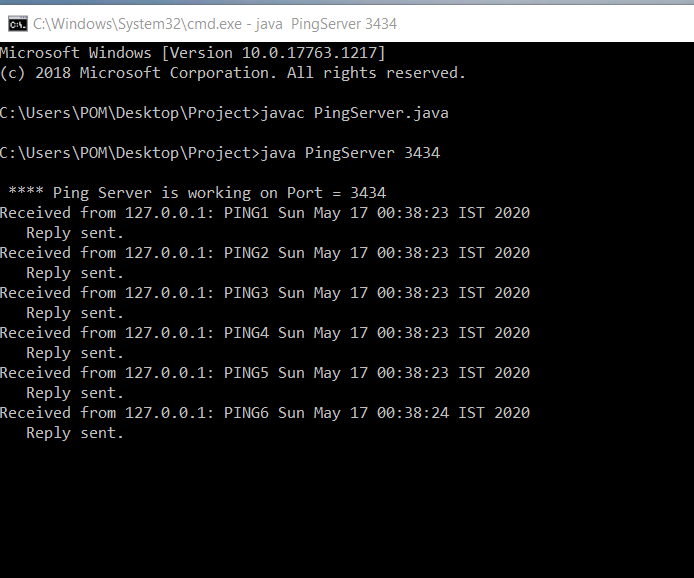 C:\Windows\System32\cmd.exe - java  PingServer 3434
Microsoft Windows [Version 10.0.17763.1217]
(c) 2018 Microsoft Corporation. All rights reserved.
C:\Users\POM\Desktop\Project>javac PingServer.java
C:\Users\POM\Desktop\Project>java PingServer 3434
**** Ping Server is working on Port = 3434
Received from 127.0.0.1: PING1 Sun May 17 00:38:23 IST 2020
Reply sent.
Received from 127.0.0.1: PING2 Sun May 17 00:38:23 IST 2020
Reply sent.
Received from 127.0.0.1: PING3 Sun May 17 00:38:23 IST 2020
Reply sent.
Received from 127.0.0.1: PING4 Sun May 17 00:38:23 IST 2020
Reply sent.
Received from 127.0.0.1: PING5 Sun May 17 00:38:23 IST 2020
Reply sent.
Received from 127.0.0.1: PING6 Sun May 17 00:38:24 IST 2020
Reply sent.